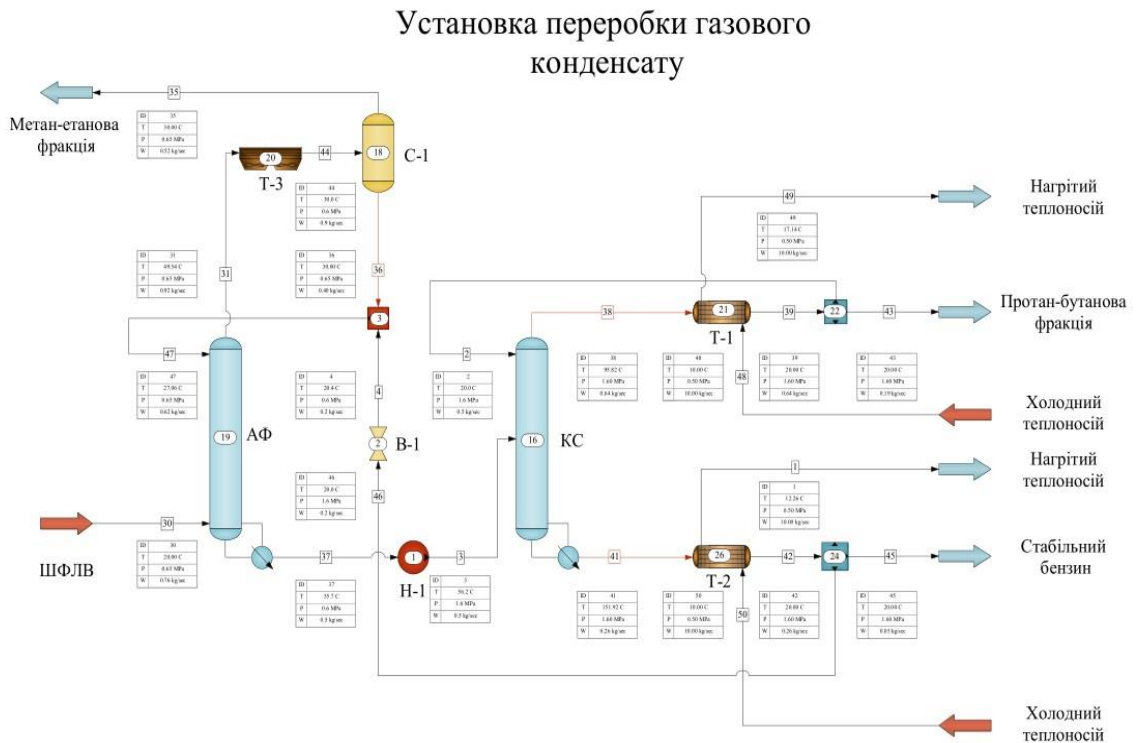 Установка переробки газового
конденсату
35
Метан-етанова
фракція
ID 35
T 30.00 C
P 0.65 MPa
W 0.52 kg/sec
20
Т-3
44
18
С-1
ID 44
T 30.0 C
P 0.6 MPa
W 0.9 kg/sec
49
Нагрітий
теплоносій
ID 49
T 17.14 C
P 0.50 MPa
W 10.00 kg/sec
ID 31
T 49.54 C
P 0.65 MPa
W 0.92 kg/sec
31
ID 36
T 30.00 C
P 0.65 MPa
W 0.40 kg/sec
36
3
38
21
Т-1
39
22
43
Протан-бутанова
фракція
47
ID 47
T 27.06 C
P 0.65 MPa
W 0.62 kg/sec
ID 4
T 20.4 C
P 0.6 MPa
W 0.2 kg/sec
4
2
ID 2
T 20.0 C
P 1.6 MPa
W 0.5 kg/sec
ID 38
T 95.82 C
P 1.60 MPa
W 0.64 kg/sec
ID 48
T 10.00 C
P 0.50 MPa
W 10.00 kg/sec
48
ID 39
T 20.00 C
P 1.60 MPa
W 0.64 kg/sec
ID 43
T 20.00 C
P 1.60 MPa
W 0.19 kg/sec
Холодний
теплоносій
19
АФ
2
В-1
16
КС
1
Нагрітий
теплоносій
ID 46
T 20.0 C
P 1.6 MPa
W 0.2 kg/sec
46
ID 1
T 12.26 C
P 0.50 MPa
W 10.00 kg/sec
30
ШФЛВ
ID 30
T 20.00 C
P 0.65 MPa
W 0.76 kg/sec
37
1
Н-1
3
41
26
Т-2
42
24
45
Стабільний
бензин
ID 37
T 55.7 C
P 0.6 MPa
W 0.5 kg/sec
ID 3
T 56.2 C
P 1.6 MPa
W 0.5 kg/sec
ID 41
T 151.92 C
P 1.60 MPa
W 0.26 kg/sec
ID 50
T 10.00 C
P 0.50 MPa
W 10.00 kg/sec
50
ID 42
T 20.00 C
P 1.60 MPa
W 0.26 kg/sec
ID 45
T 20.00 C
P 1.60 MPa
W 0.05 kg/sec
Холодний
теплоносій